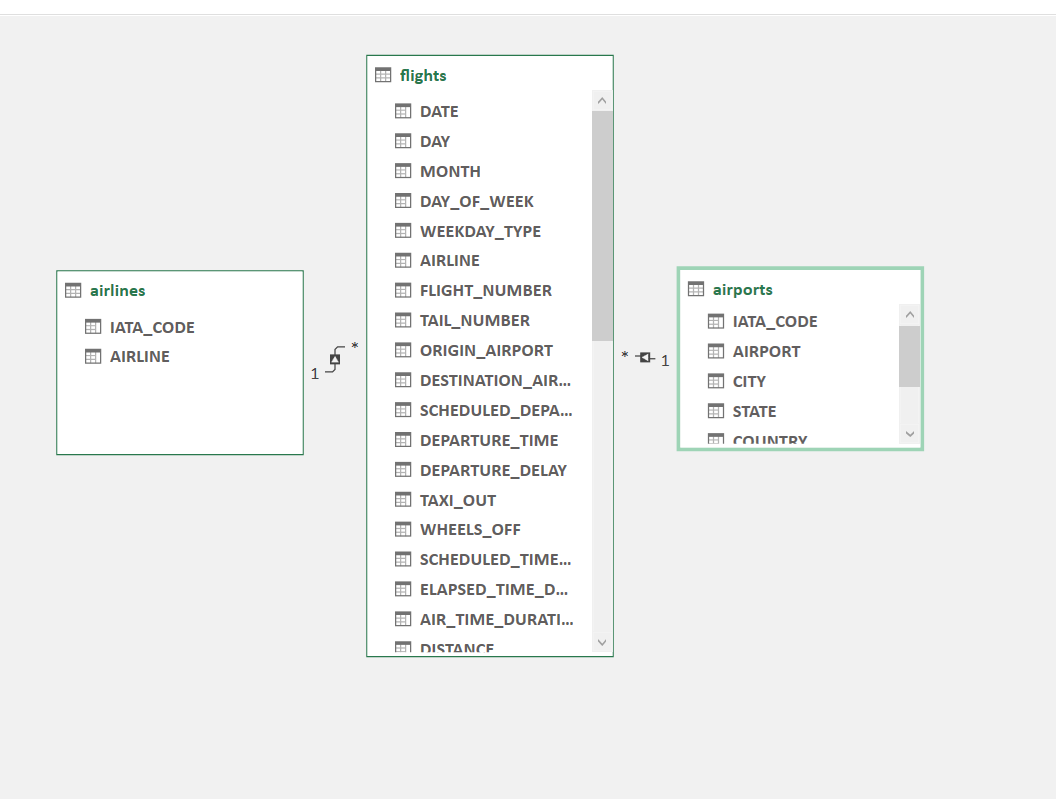 flights
DATE
DAY
MONTH
DAY_OF_WEEK
WEEKDAY_TYPE
AIRLINE
FLIGHT_NUMBER
TAIL_NUMBER
ORIGIN_AIRPORT
DESTINATION_AIR...
SCHEDULED_DEPA...
DEPARTURE_TIME
DEPARTURE_DELAY
TAXI_OUT
WHEELS_OFF
SCHEDULED_TIME...
ELAPSED_TIME_D...
AIR_TIME_DURATI...
DISTANCE
airlines
IATA_CODE
AIRLINE
1
*
*
1
airports
IATA_CODE
AIRPORT
CITY
STATE
COUNTRY